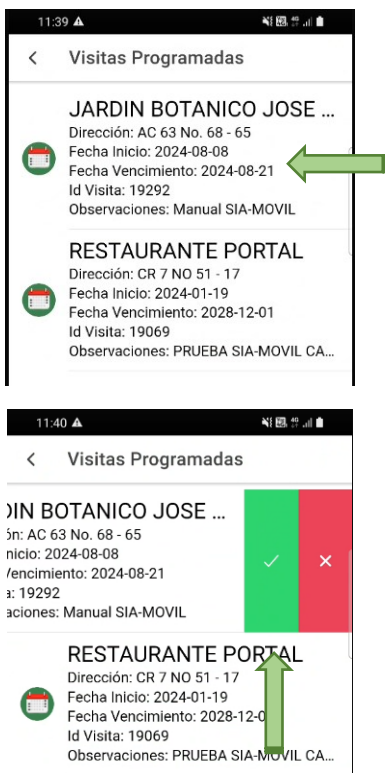 11:39
Visitas Programadas
JARDIN BOTANICO JOSE ...
Dirección: AC 63 No. 68 - 65
Fecha Inicio: 2024-08-08
Fecha Vencimiento: 2024-08-21
Id Visita: 19292
Observaciones: Manual SIA-MOVIL
RESTAURANTE PORTAL
Dirección: CR 7 NO 51 - 17
Fecha Inicio: 2024-01-19
Fecha Vencimiento: 2028-12-01
Id Visita: 19069
Observaciones: PRUEBA SIA-MOVIL CA...
11:40
Visitas Programadas
DIN BOTANICO JOSE ...
ón: AC 63 No. 68 - 65
nicio: 2024-08-08
Vencimiento: 2024-08-21
a: 19292
aciones: Manual SIA-MOVIL
RESTAURANTE PORTAL
Dirección: CR 7 NO 51 - 17
Fecha Inicio: 2024-01-19
Fecha Vencimiento: 2028-12-0
Id Visita: 19069
Observaciones: PRUEBA SIA-MOVIL CA...